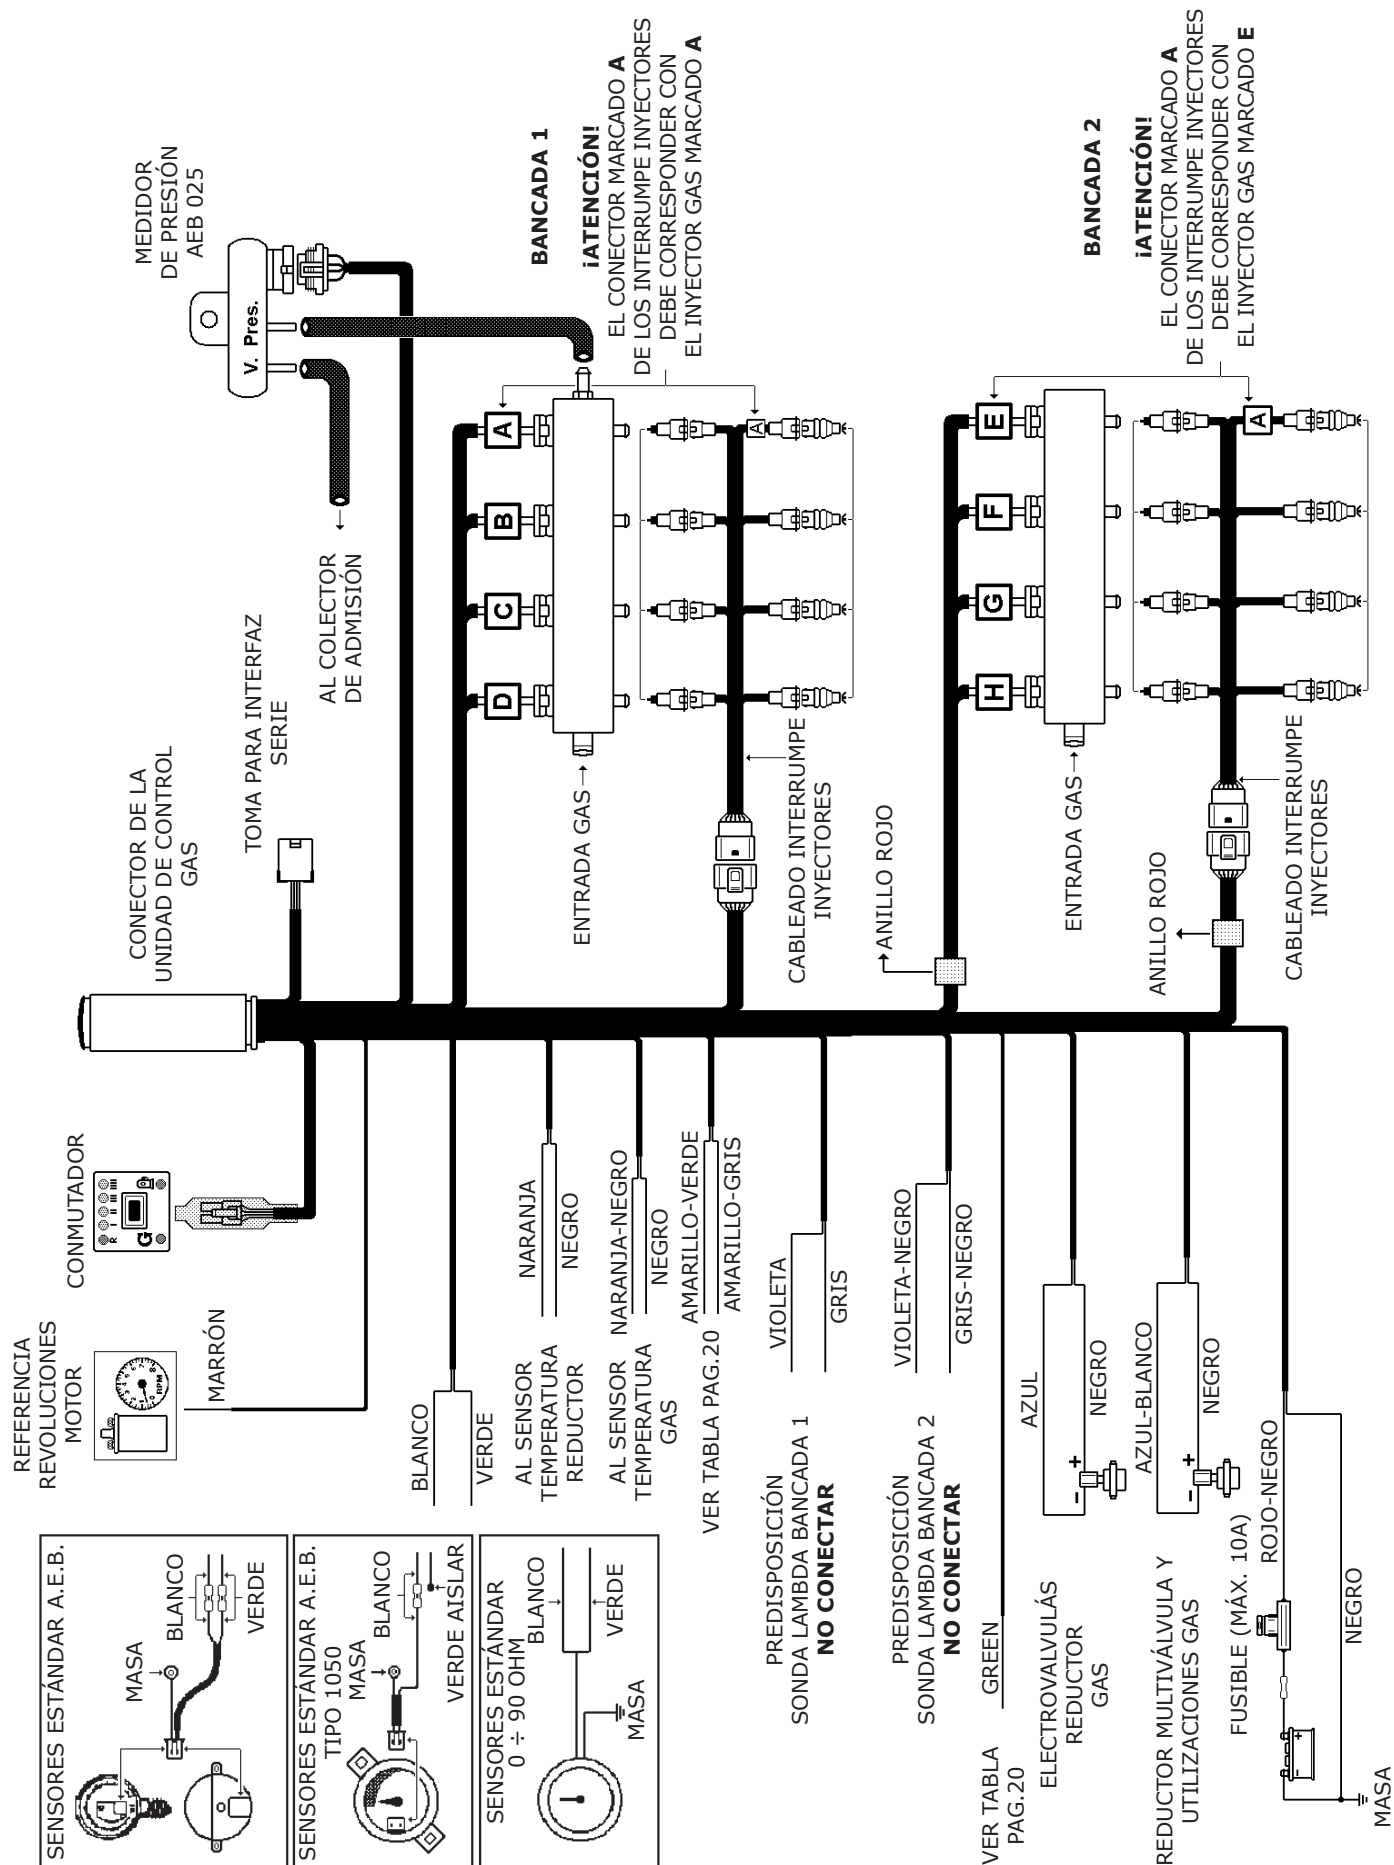 SENSORES ESTÁNDAR A.E.B.
MASA
BLANCO
VERDE
SENSORES ESTÁNDAR A.E.B.
TIPO 1050
MASA
BLANCO
VERDE AISLAR
SENSORES ESTÁNDAR
0 ÷ 90 OHM
BLANCO
VERDE
MASA
REFERENCIA
REVOLUCIONES
MOTOR
RPM
MARRÓN
CONMUTADOR
R I II III IIII
G
CONECTOR DE LA
UNIDAD DE CONTROL
GAS
TOMA PARA INTERFAZ
SERIE
AL COLECTOR
DE ADMISIÓN
MEDIDOR
DE PRESIÓN
AEB 025
V. Pres.
BLANCO
VERDE
AL SENSOR
TEMPERATURA
REDUCTOR
NARANJA
NEGRO
AL SENSOR
TEMPERATURA
GAS
NARANJA-NEGRO
NEGRO
VER TABLA PAG.20
AMARILLO-VERDE
AMARILLO-GRIS
PREDISPOSICIÓN
SONDA LAMBDA BANCADA 1
NO CONECTAR
VIOLETA
GRIS
PREDISPOSICIÓN
SONDA LAMBDA BANCADA 2
NO CONECTAR
VIOLETA-NEGRO
GRIS-NEGRO
VER TABLA
PAG.20
GREEN
ELECTROVALVULÁS
REDUCTOR
GAS
AZUL
NEGRO
- +
REDUCTOR MULTIVÁLVULA Y
UTILIZACIONES GAS
AZUL-BLANCO
NEGRO
- +
FUSIBLE (MÁX. 10A)
ROJO-NEGRO
NEGRO
- +
MASA
D C B A
ENTRADA GAS
A
CABLEADO INTERRUMPE
INYECTORES
BANCADA 1
¡ATENCIÓN!
EL CONECTOR MARCADO A
DE LOS INTERRUMPE INYECTORES
DEBE CORRESPONDER CON
EL INYECTOR GAS MARCADO A
ANILLO ROJO
H G F E
ENTRADA GAS
A
ANILLO ROJO
CABLEADO INTERRUMPE
INYECTORES
BANCADA 2
¡ATENCIÓN!
EL CONECTOR MARCADO A
DE LOS INTERRUMPE INYECTORES
DEBE CORRESPONDER CON
EL INYECTOR GAS MARCADO E